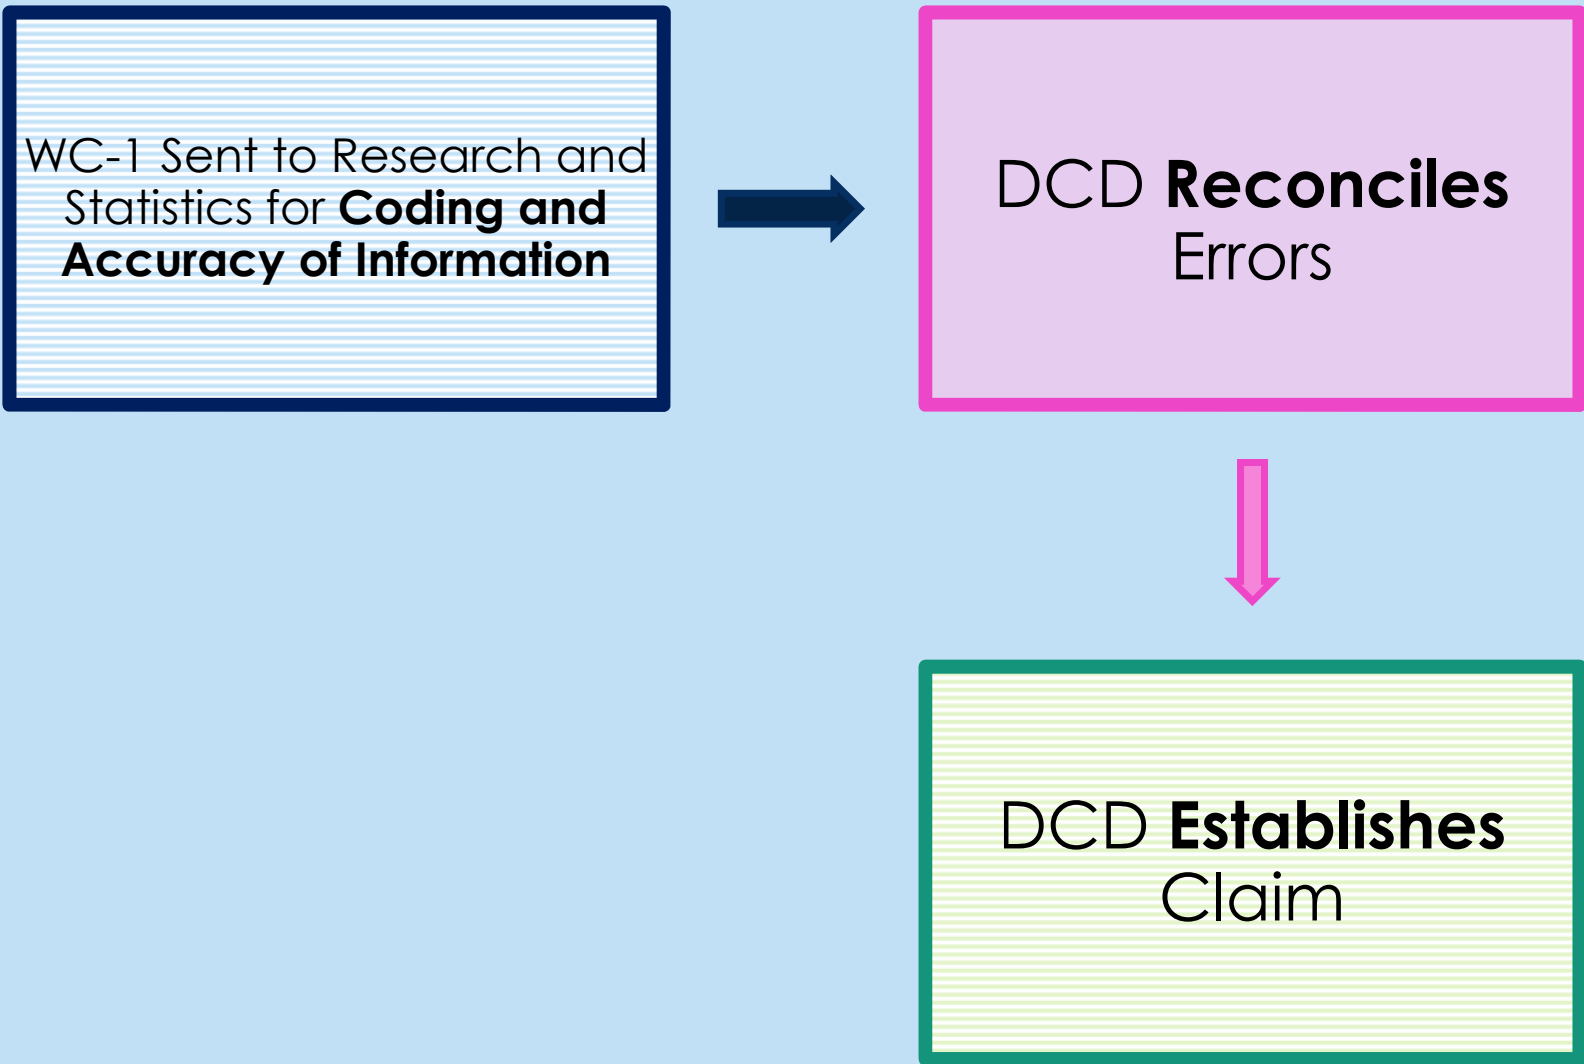 WC-1 Sent to Research and
Statistics for Coding and
Accuracy of Information
DCD Reconciles
Errors
DCD Establishes
Claim